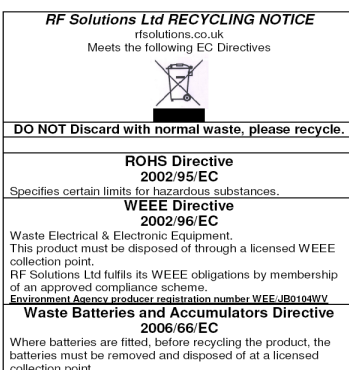 RF Solutions Ltd RECYCLING NOTICE
rfsolutions.co.uk
Meets the following EC Directives
DO NOT Discard with normal waste, please recycle.
ROHS Directive
2002/95/EC
Specifies certain limits for hazardous substances.
WEEE Directive
2002/96/EC
Waste Electrical & Electronic Equipment.
This product must be disposed of through a licensed WEEE
collection point.
RF Solutions Ltd fulfils its WEEE obligations by membership
of an approved compliance scheme.
Environment Agency producer registration number WEE/JB0104WV
Waste Batteries and Accumulators Directive
2006/66/EC
Where batteries are fitted, before recycling the product, the
batteries must be removed and disposed of at a licensed
collection point